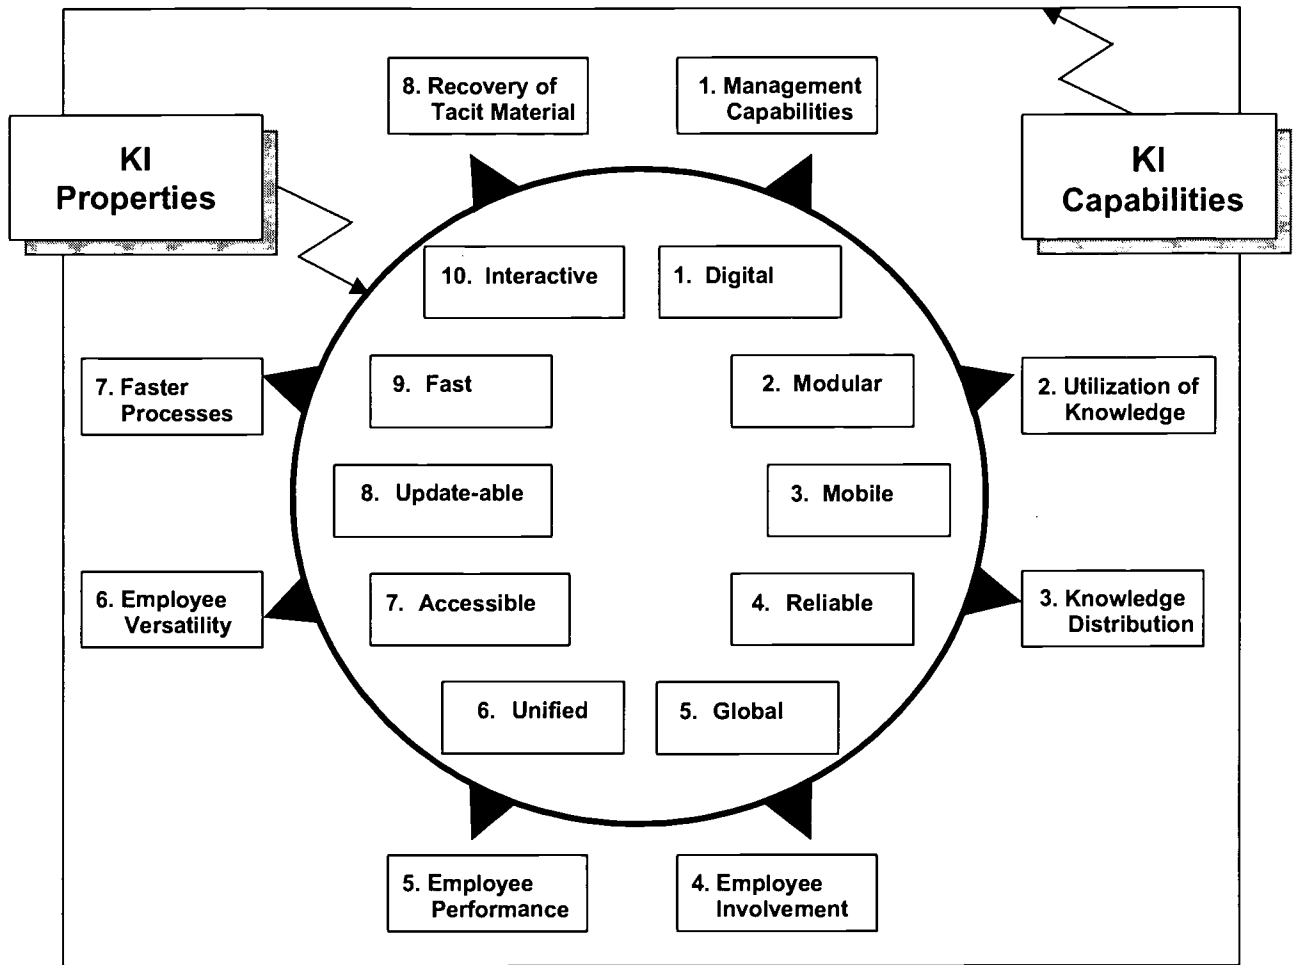 8. Recovery of
Tacit Material
1. Management
Capabilities
KI
Properties
KI
Capabilities
10. Interactive
1. Digital
7. Faster
Processes
9. Fast
2. Modular
2. Utilization of
Knowledge
8. Update-able
3. Mobile
6. Employee
Versatility
7. Accessible
4. Reliable
3. Knowledge
Distribution
6. Unified
5. Global
5. Employee
Performance
4. Employee
Involvement